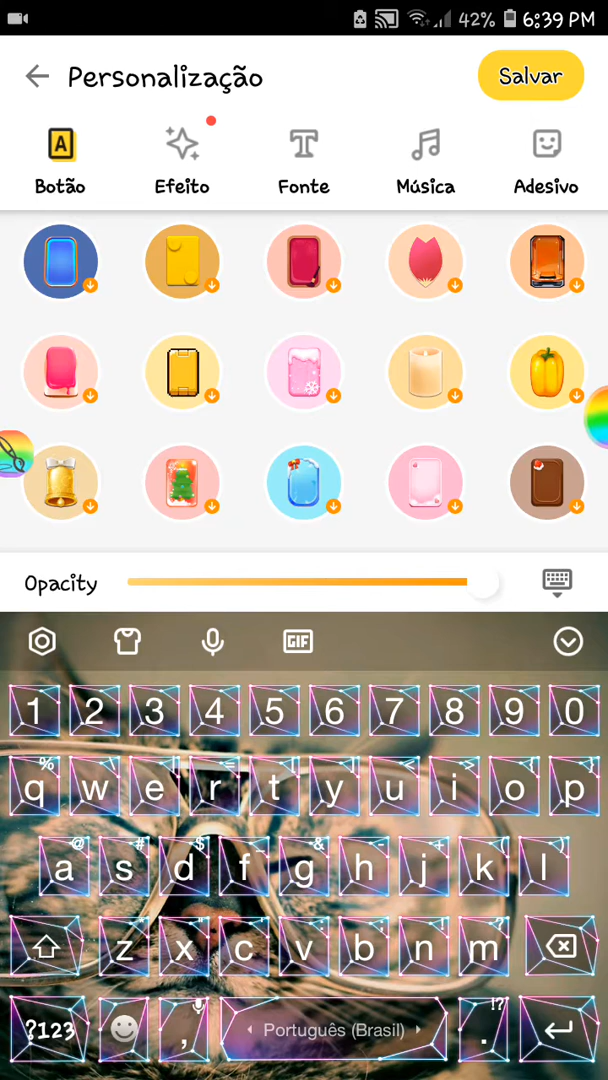 42% 6:39 PM
Personalização Salvar
A
Botão Efeito Fonte Música Adesivo
Opacity
GIF
1 2 3 4 5 6 7 8 9 0
% \ | = [ ] < > { }
q w e r t y u i o p
@ # $ _ & - + ( )
a s d f g h j k l
* " ' : ; ! ?
z x c v b n m
!?
?123 , Português (Brasil) .